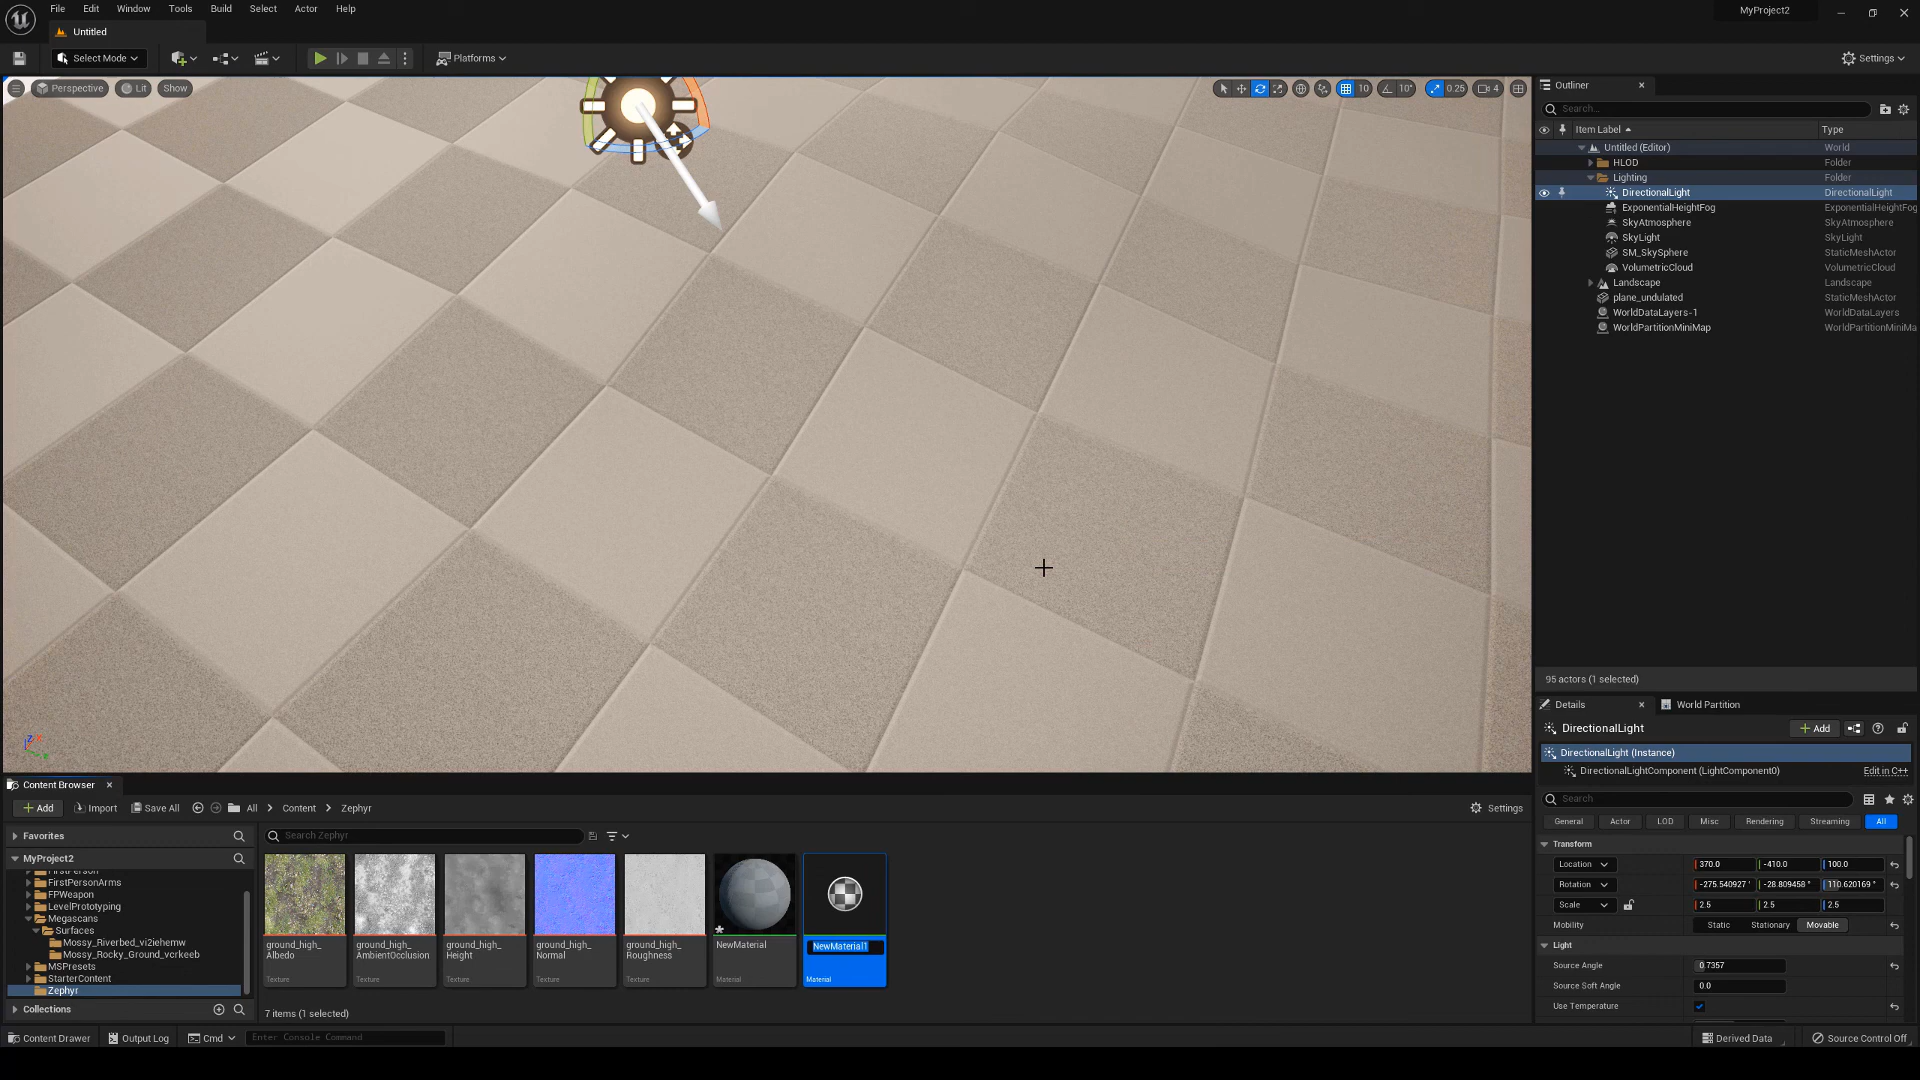 File Edit Window Tools Build Select Actor Help MyProject2
Untitled
Select Mode Platforms Settings
Perspective Lit Show 10 10° 0.25 4
Outliner
Search...
Item Label Type
Untitled (Editor) World
HLOD Folder
Lighting Folder
DirectionalLight DirectionalLight
ExponentialHeightFog ExponentialHeightFog
SkyAtmosphere SkyAtmosphere
SkyLight SkyLight
SM_SkySphere StaticMeshActor
VolumetricCloud VolumetricCloud
Landscape Landscape
plane_undulated StaticMeshActor
WorldDataLayers-1 WorldDataLayers
WorldPartitionMiniMap WorldPartitionMiniMa
95 actors (1 selected)
Details World Partition
DirectionalLight Add
DirectionalLight (Instance)
DirectionalLightComponent (LightComponent0) Edit in C++
Search
General Actor LOD Misc Rendering Streaming All
Transform
Location 370.0 -410.0 100.0
Rotation -275.540927° -28.809458° 110.620169°
Scale 2.5 2.5 2.5
Mobility Static Stationary Movable
Light
Source Angle 0.7357
Source Soft Angle 0.0
Use Temperature
Content Browser
Add Import Save All All Content Zephyr Settings
Favorites
Search Zephyr
MyProject2
FirstPerson
FirstPersonArms
FPWeapon
LevelPrototyping
Megascans
Surfaces
Mossy_Riverbed_vi2iehemw
Mossy_Rocky_Ground_vcrkeeb
MSPresets
StarterContent
Zephyr
Collections
ground_high_
Albedo
Texture
ground_high_
AmbientOcclusion
Texture
ground_high_
Height
Texture
ground_high_
Normal
Texture
ground_high_
Roughness
Texture
NewMaterial
Material
NewMaterial1
Material
7 items (1 selected)
Content Drawer Output Log Cmd Enter Console Command Derived Data Source Control Off